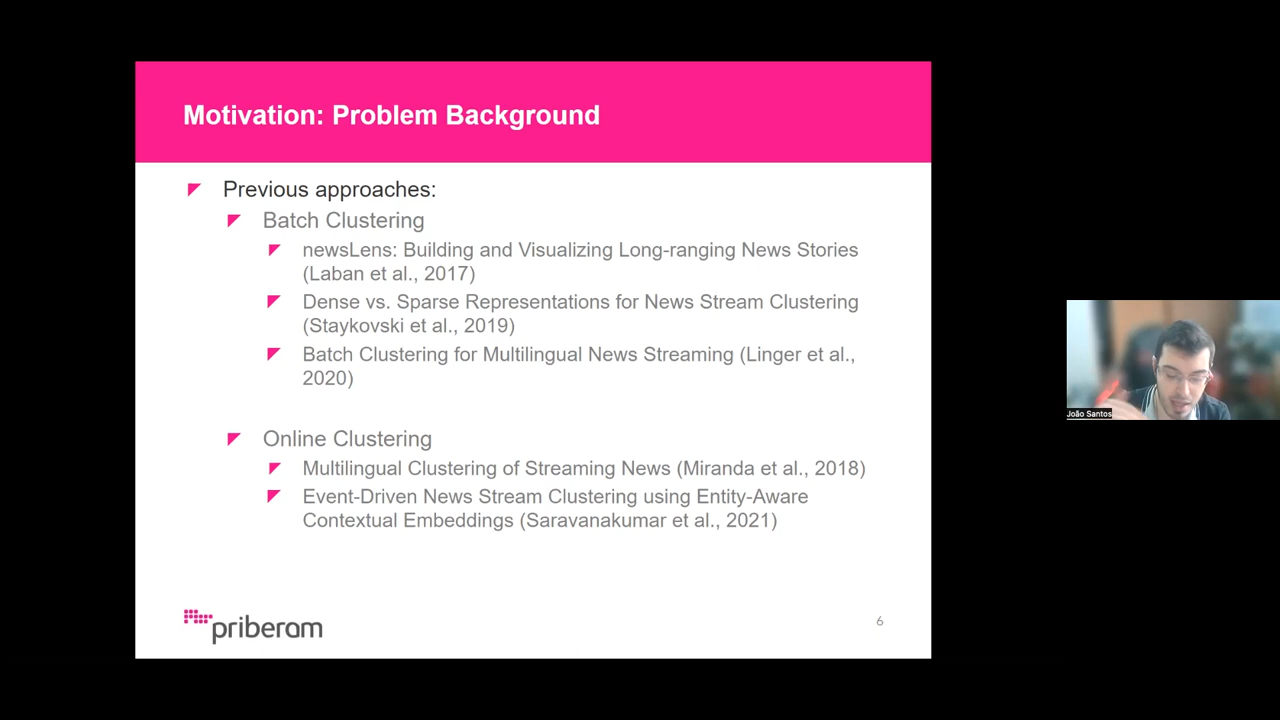 Motivation: Problem Background
Previous approaches:
Batch Clustering
newsLens: Building and Visualizing Long-ranging News Stories
(Laban et al., 2017)
Dense vs. Sparse Representations for News Stream Clustering
(Staykovski et al., 2019)
Batch Clustering for Multilingual News Streaming (Linger et al.,
2020)
Online Clustering
Multilingual Clustering of Streaming News (Miranda et al., 2018)
Event-Driven News Stream Clustering using Entity-Aware
Contextual Embeddings (Saravanakumar et al., 2021)
priberam
6
João Santos